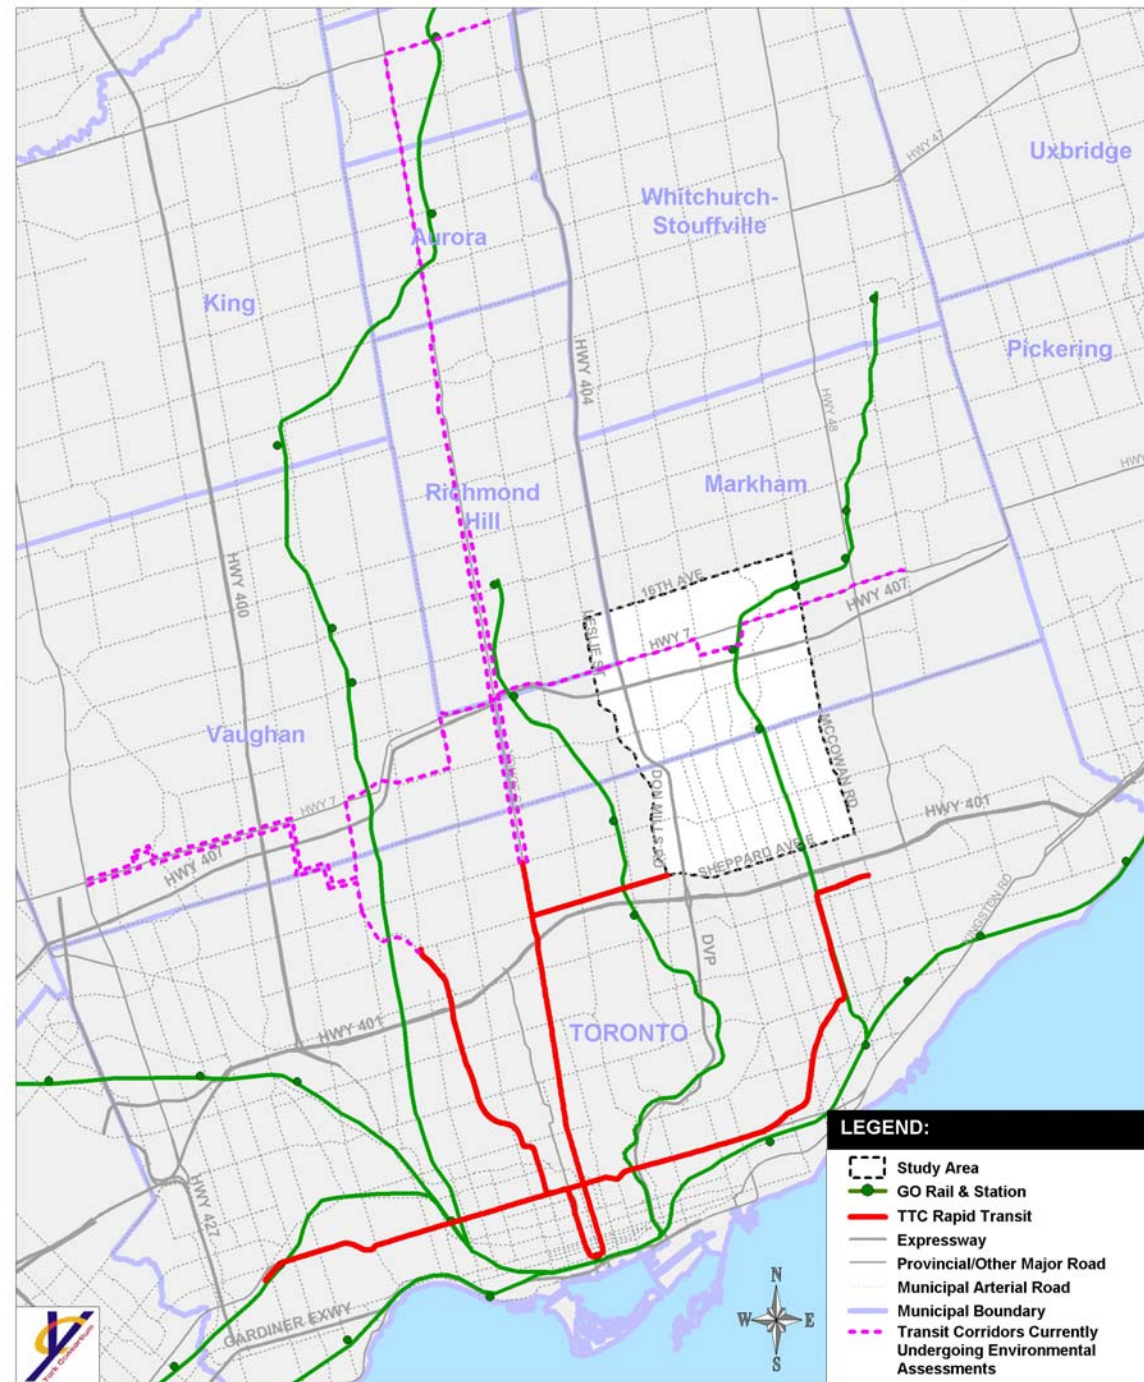 HWY 47
Uxbridge
Whitchurch-
Stouffville
Aurora
King
HWY 404
Pickering
HWY 48
Markham
Richmond
Hill
HWY
HWY 400
16TH AVE
HWY 407
LESLIE ST
HWY 7
Vaughan
MCCOWAN RD
DON MILLS RD
HWY 401
HWY 7
HWY 407
SHEPPARD AVE E
KINGSTON RD
DVP
HWY 401
TORONTO
HWY 427
GARDINER EXWY
York Consortium
N
W
E
S
LEGEND:
Study Area
GO Rail & Station
TTC Rapid Transit
Expressway
Provincial/Other Major Road
Municipal Arterial Road
Municipal Boundary
Transit Corridors Currently
Undergoing Environmental
Assessments